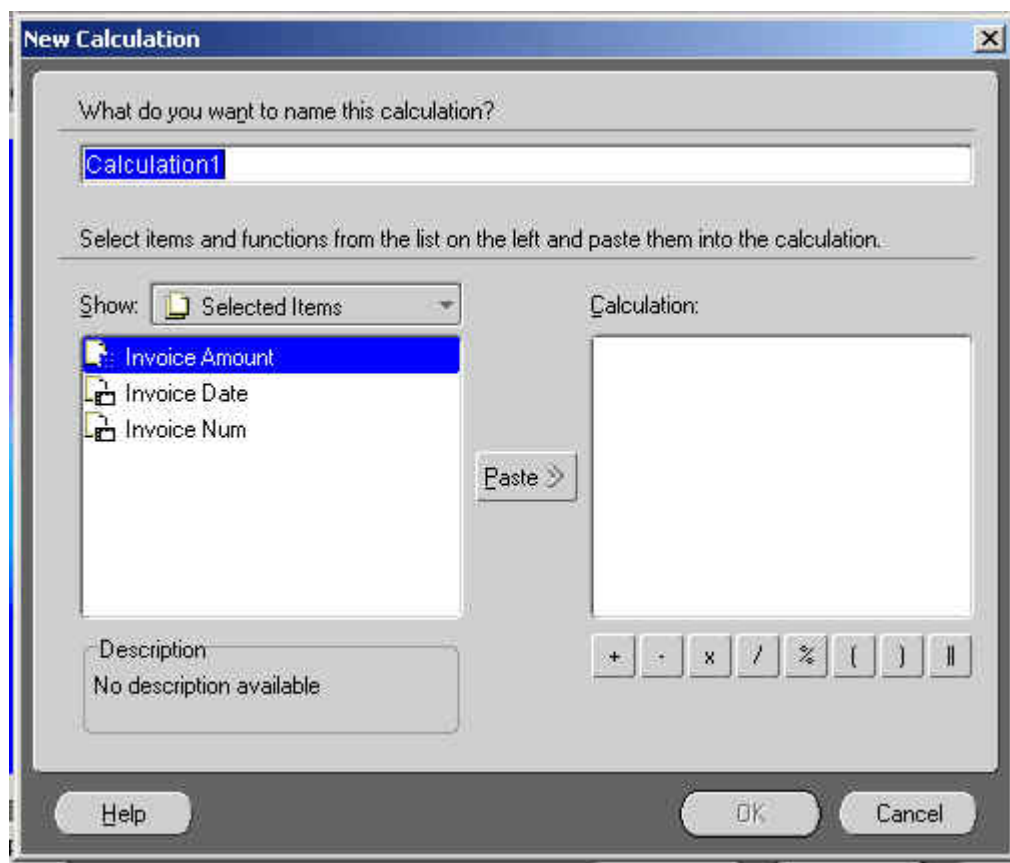 New Calculation
What do you want to name this calculation?
Calculation1
Select items and functions from the list on the left and paste them into the calculation.
Show: Selected Items
Calculation:
Invoice Amount
Invoice Date
Invoice Num
Paste >>
Description
No description available
+ - x / % ( ) ||
Help
OK
Cancel